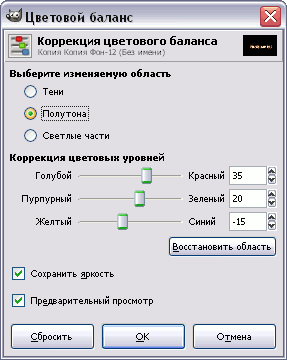 Цветовой баланс
Коррекция цветового баланса
Копия Копия Фон-12 (Без имени)
Выберите изменяемую область
Тени
Полутона
Светлые части
Коррекция цветовых уровней
Голубой Красный 35
Пурпурный Зеленый 20
Желтый Синий -15
Восстановить область
Сохранить яркость
Предварительный просмотр
Сбросить OK Отмена